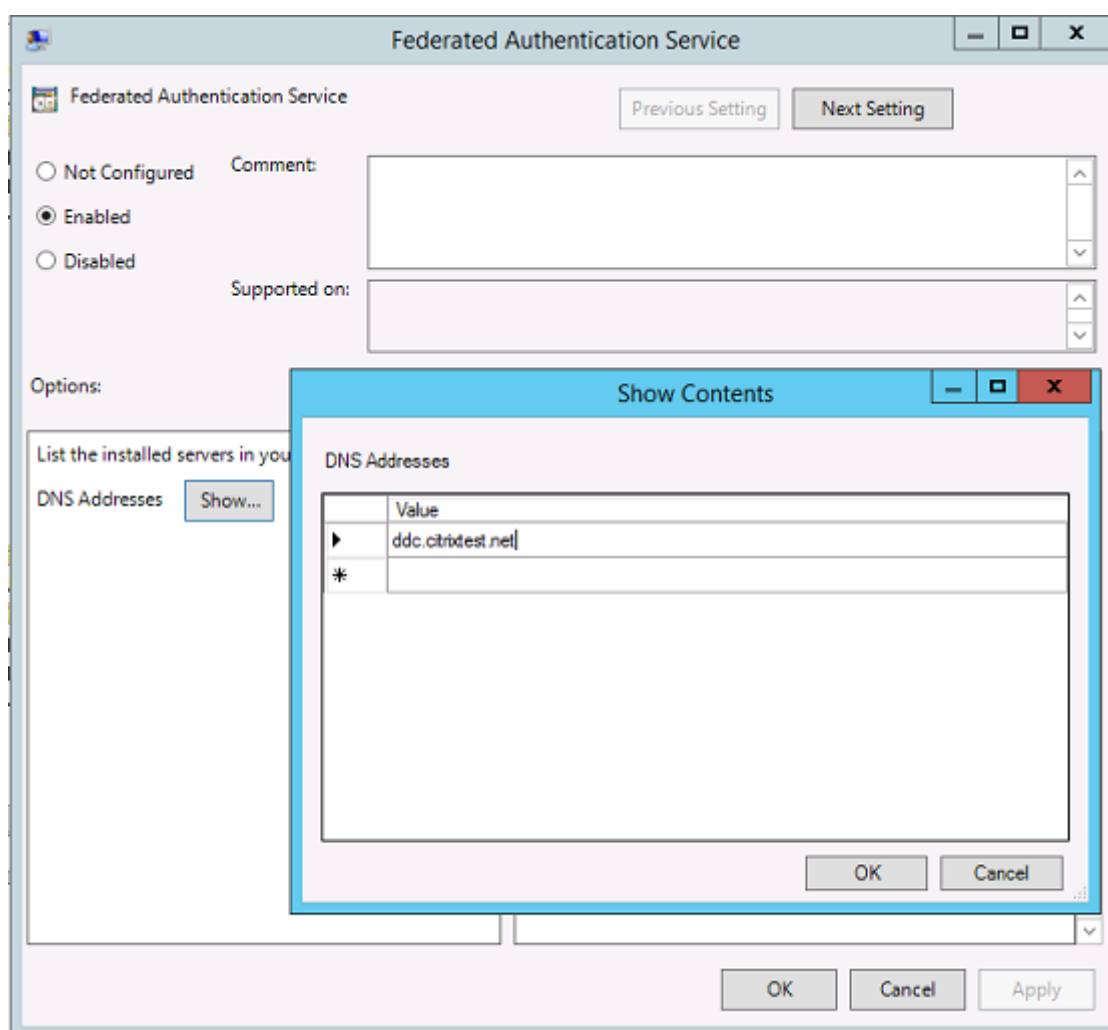 Federated Authentication Service
Federated Authentication Service
Previous Setting
Next Setting
Not Configured
Comment:
Enabled
Disabled
Supported on:
Options:
Show Contents
List the installed servers in you
DNS Addresses
DNS Addresses
Show...
Value
ddc.citrixtest.net
OK
Cancel
OK
Cancel
Apply